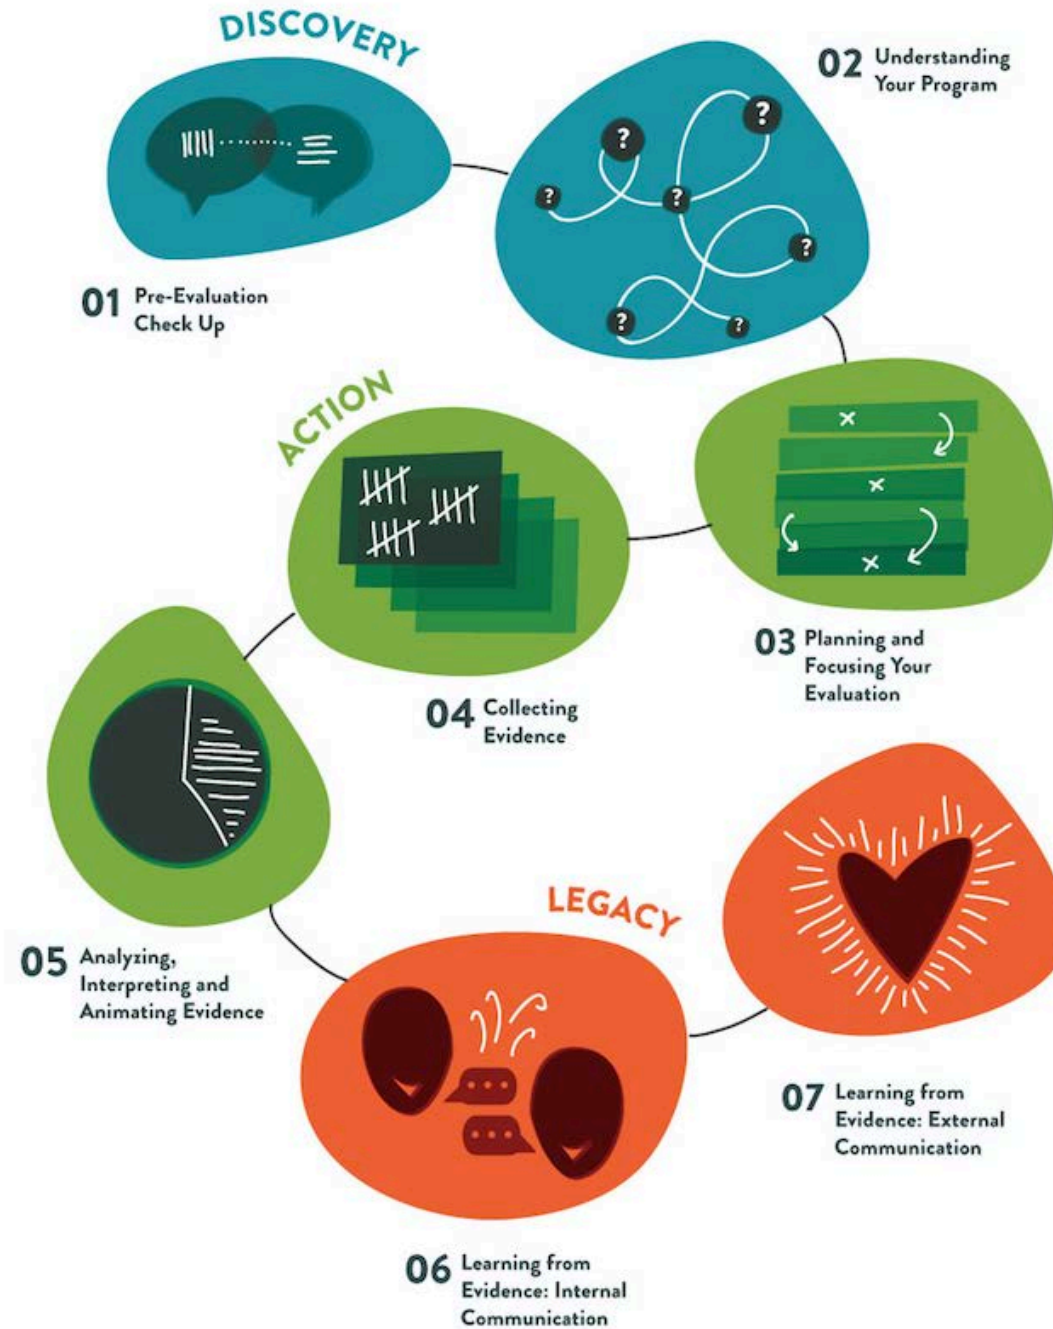 DISCOVERY
01 Pre-Evaluation
Check Up
02 Understanding
Your Program
?
?
?
?
?
?
?
ACTION
03 Planning and
Focusing Your
Evaluation
04 Collecting
Evidence
05 Analyzing,
Interpreting and
Animating Evidence
LEGACY
06 Learning from
Evidence: Internal
Communication
07 Learning from
Evidence: External
Communication